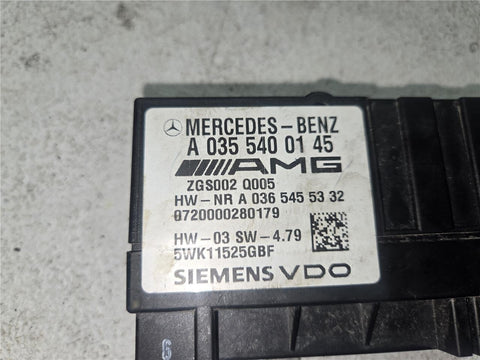 MERCEDES-BENZ
A 035 540 01 45
AMG
ZGS002 Q005
HW-NR A 036 545 53 32
Q720000280179
HW-03 SW-4.79
5WK11525GBF
SIEMENS VDO